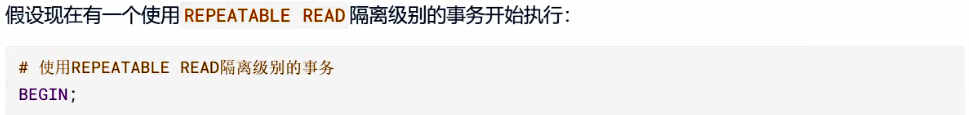 假设现在有一个使用REPEATABLE READ隔离级别的事务开始执行：
# 使用REPEATABLE READ隔离级别的事务
BEGIN;